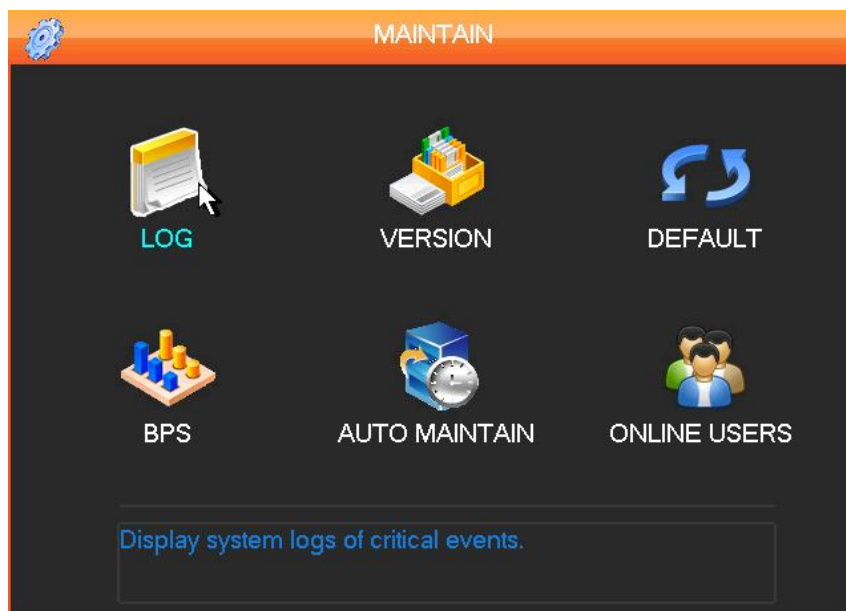 MAINTAIN
LOG
VERSION
DEFAULT
BPS
AUTO MAINTAIN
ONLINE USERS
Display system logs of critical events.